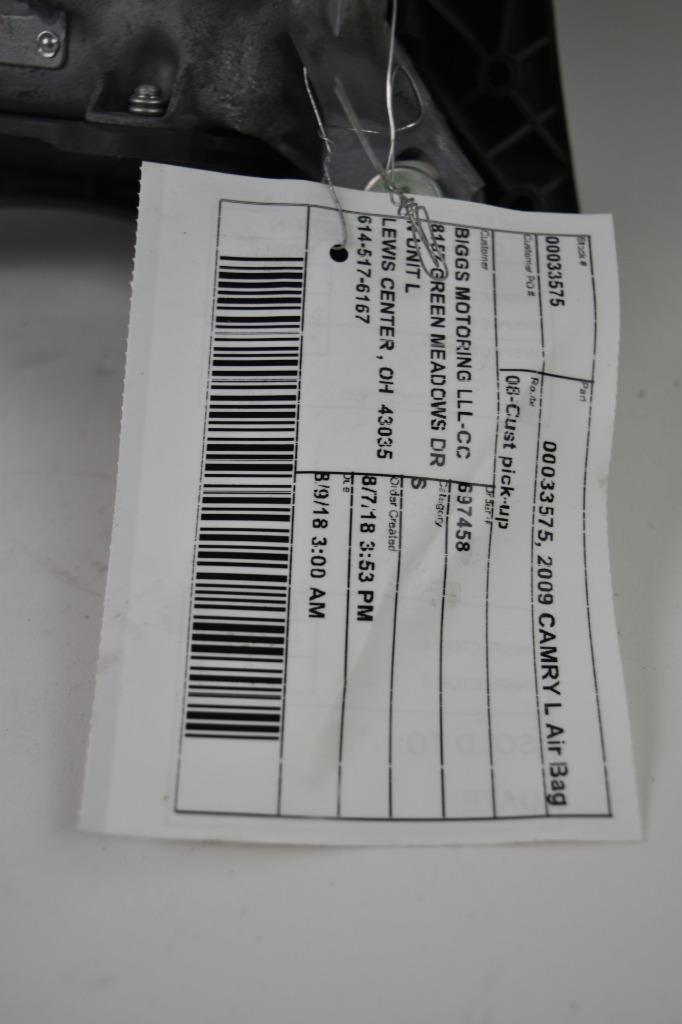 Stock #
Part
00033575
00033575, 2009 CAMRY L Air Bag
Customer PO #
Route
08-Cust pick-up
Customer
Order #
BIGGS MOTORING LLL-CC
697458
GREEN MEADOWS DR
Category
UNIT L
S
LEWIS CENTER , OH 43035
Order Created
614-517-6167
8/7/18 3:53 PM
Due
8/9/18 3:00 AM